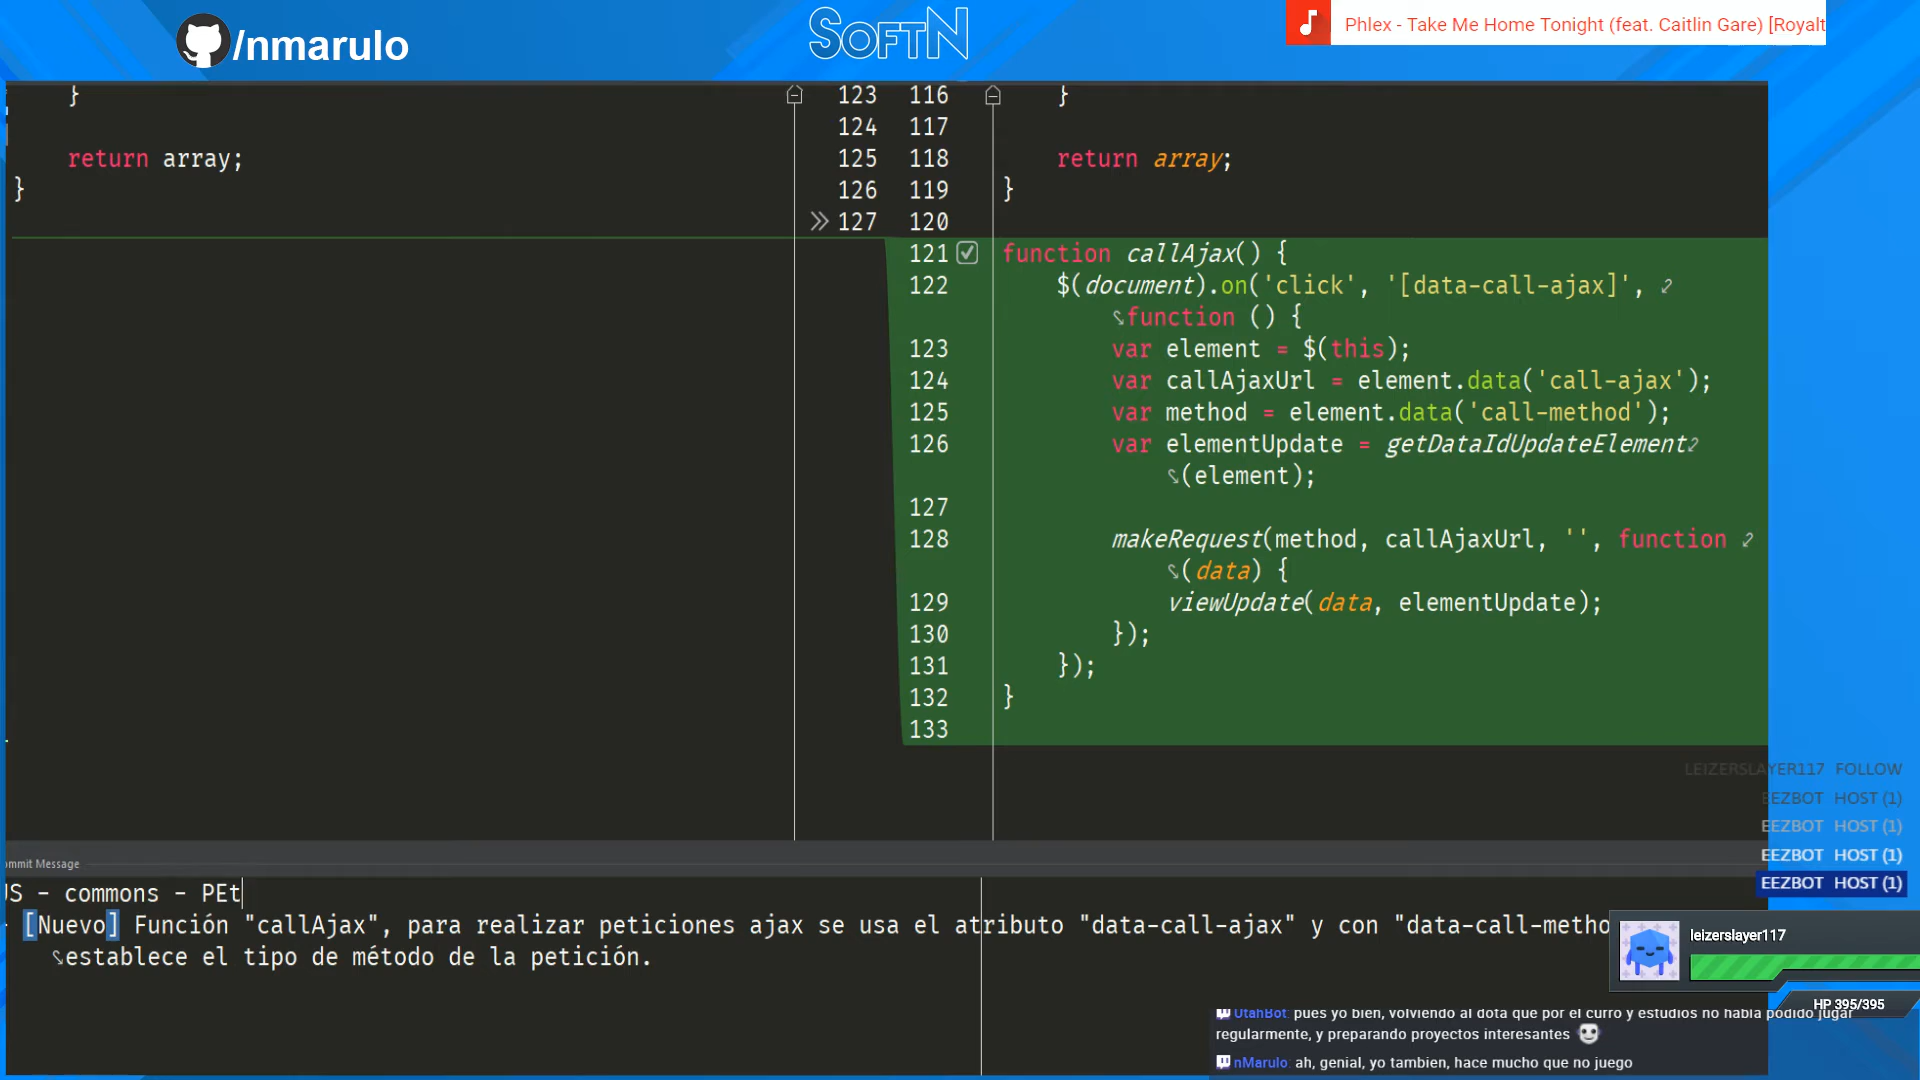 /nmarulo
SOFTN
Phlex - Take Me Home Tonight (feat. Caitlin Gare) [Royalt
} 123 116 }
124 117
return array; 125 118 return array;
} 126 119 }
127 120
121 function callAjax() {
122 $(document).on('click', '[data-call-ajax]',
function () {
123 var element = $(this);
124 var callAjaxUrl = element.data('call-ajax');
125 var method = element.data('call-method');
126 var elementUpdate = getDataIdUpdateElement
(element);
127
128 makeRequest(method, callAjaxUrl, '', function
(data) {
129 viewUpdate(data, elementUpdate);
130 });
131 });
132 }
133
LEIZERSLAYER117 FOLLOW
EEZBOT HOST (1)
EEZBOT HOST (1)
EEZBOT HOST (1)
EEZBOT HOST (1)
ommit Message
JS - commons - PEt
- [Nuevo] Función "callAjax", para realizar peticiones ajax se usa el atributo "data-call-ajax" y con "data-call-metho
establece el tipo de método de la petición.
leizerslayer117
HP 395/395
UtahBot: pues yo bien, volviendo al dota que por el curro y estudios no habia podido jugar
regularmente, y preparando proyectos interesantes
nMarulo: ah, genial, yo tambien, hace mucho que no juego